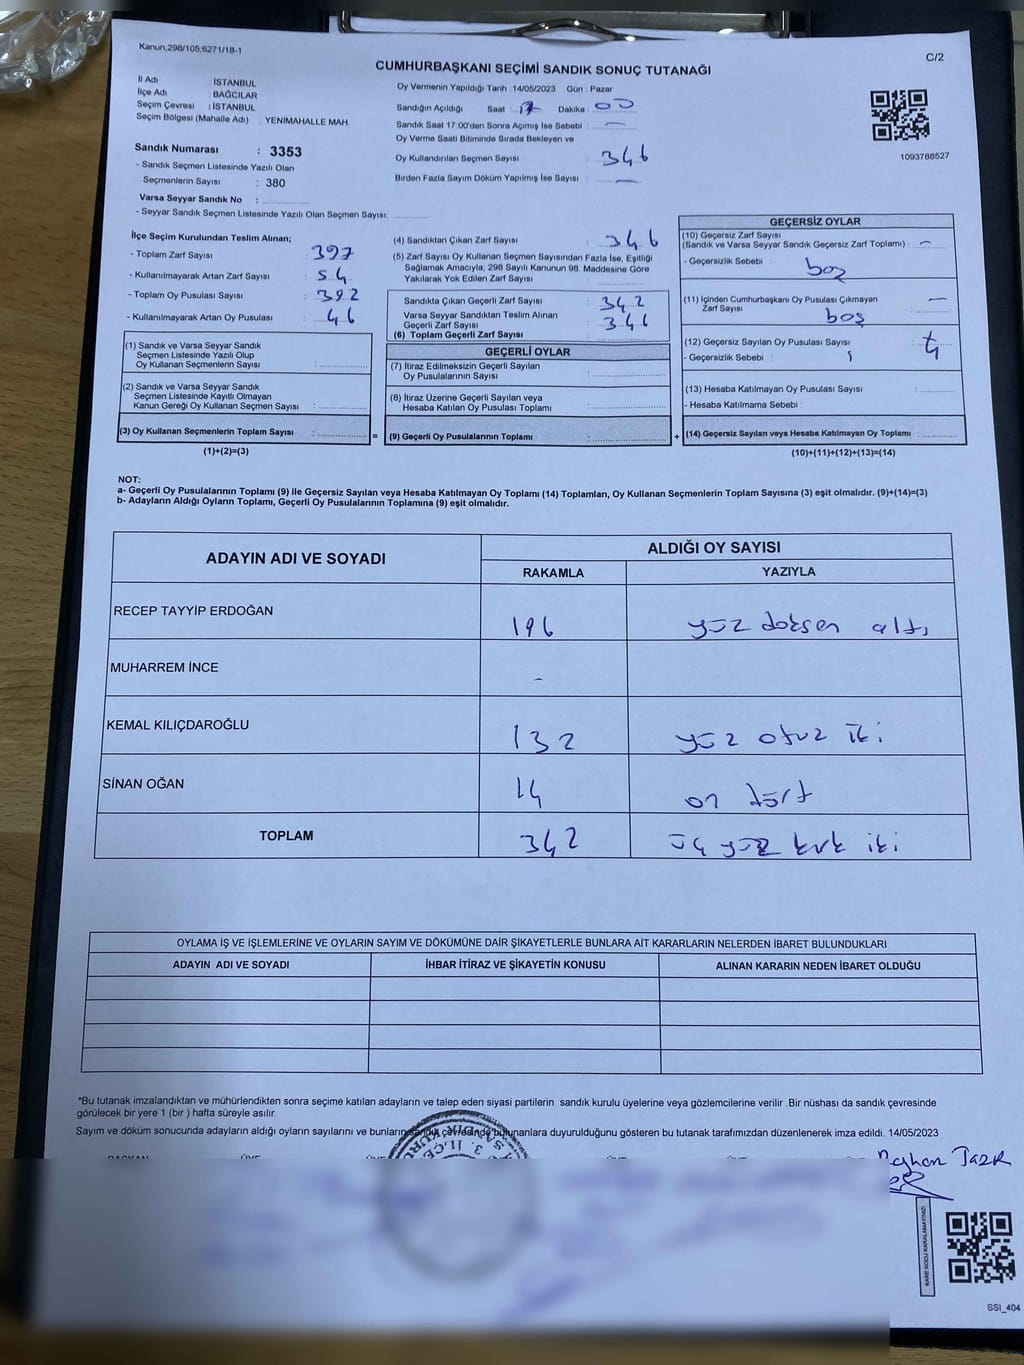 Kanun,298/105,6271/18-1
C/2
CUMHURBAŞKANI SEÇİMİ SANDIK SONUÇ TUTANAĞI
İl Adı : İSTANBUL
İlçe Adı : BAĞCILAR
Seçim Çevresi : İSTANBUL
Seçim Bölgesi (Mahalle Adı) : YENİMAHALLE MAH.
Sandık Numarası : 3353
- Sandık Seçmen Listesinde Yazılı Olan
Seçmenlerin Sayısı : 380
Varsa Seyyar Sandık No :
- Seyyar Sandık Seçmen Listesinde Yazılı Olan Seçmen Sayısı:
Oy Vermenin Yapıldığı Tarih :14/05/2023 Gün : Pazar
Sandığın Açıldığı Saat : 17 Dakika : 00
Sandık Saat 17:00'den Sonra Açımış İse Sebebi : —
Oy Verme Saati Bitiminde Sırada Bekleyen ve
Oy Kullandırılan Seçmen Sayısı : 346
Birden Fazla Sayım Döküm Yapılmış İse Sayısı : —
1093788527
İlçe Seçim Kurulundan Teslim Alınan;
- Toplam Zarf Sayısı : 397
- Kullanılmayarak Artan Zarf Sayısı : 54
- Toplam Oy Pusulası Sayısı : 392
- Kullanılmayarak Artan Oy Pusulası : 46
(4) Sandıktan Çıkan Zarf Sayısı : 346
(5) Zarf Sayısı Oy Kullanan Seçmen Sayısından Fazla İse, Eşitliği
Sağlamak Amacıyla; 298 Sayılı Kanunun 98. Maddesine Göre
Yakılarak Yok Edilen Zarf Sayısı :
Sandıkta Çıkan Geçerli Zarf Sayısı : 342
Varsa Seyyar Sandıktan Teslim Alınan
Geçerli Zarf Sayısı : 346
(6) Toplam Geçerli Zarf Sayısı :
GEÇERSİZ OYLAR
(10) Geçersiz Zarf Sayısı
(Sandık ve Varsa Seyyar Sandık Geçersiz Zarf Toplamı) : —
- Geçersizlik Sebebi : boş
(11) İçinden Cumhurbaşkanı Oy Pusulası Çıkmayan
Zarf Sayısı : —
boş
(12) Geçersiz Sayılan Oy Pusulası Sayısı : 4
- Geçersizlik Sebebi :
(13) Hesaba Katılmayan Oy Pusulası Sayısı :
- Hesaba Katılmama Sebebi :
(14) Geçersiz Sayılan veya Hesaba Katılmayan Oy Toplamı :
(10)+(11)+(12)+(13)=(14)
(1) Sandık ve Varsa Seyyar Sandık
Seçmen Listesinde Yazılı Olup
Oy Kullanan Seçmenlerin Sayısı :
(2) Sandık ve Varsa Seyyar Sandık
Seçmen Listesinde Kayıtlı Olmayan
Kanun Gereği Oy Kullanan Seçmen Sayısı :
(3) Oy Kullanan Seçmenlerin Toplam Sayısı : =
(1)+(2)=(3)
GEÇERLİ OYLAR
(7) İtiraz Edilmeksizin Geçerli Sayılan
Oy Pusulalarının Sayısı :
(8) İtiraz Üzerine Geçerli Sayılan veya
Hesaba Katılan Oy Pusulası Toplamı :
(9) Geçerli Oy Pusulalarının Toplamı : +
NOT:
a- Geçerli Oy Pusulalarının Toplamı (9) ile Geçersiz Sayılan veya Hesaba Katılmayan Oy Toplamı (14) Toplamları, Oy Kullanan Seçmenlerin Toplam Sayısına (3) eşit olmalıdır. (9)+(14)=(3)
b- Adayların Aldığı Oyların Toplamı, Geçerli Oy Pusulalarının Toplamına (9) eşit olmalıdır.
ADAYIN ADI VE SOYADI ALDIĞI OY SAYISI
RAKAMLA YAZIYLA
RECEP TAYYİP ERDOĞAN 196 yüz doksan altı
MUHARREM İNCE -
KEMAL KILIÇDAROĞLU 132 yüz otuz iki
SİNAN OĞAN 14 on dört
TOPLAM 342 üç yüz kırk iki
OYLAMA İŞ VE İŞLEMLERİNE VE OYLARIN SAYIM VE DÖKÜMÜNE DAİR ŞİKAYETLERLE BUNLARA AİT KARARLARIN NELERDEN İBARET BULUNDUKLARI
ADAYIN ADI VE SOYADI İHBAR İTİRAZ VE ŞİKAYETİN KONUSU ALINAN KARARIN NEDEN İBARET OLDUĞU
*Bu tutanak imzalandıktan ve mühürlendikten sonra seçime katılan adayların ve talep eden siyasi partilerin sandık kurulu üyelerine veya gözlemcilerine verilir .Bir nüshası da sandık çevresinde
görülecek bir yere 1 (bir ) hafta süreyle asılır.
Sayım ve döküm sonucunda adayların aldığı oyların sayılarını ve bunların sandık çevresinde bulunanlara duyurulduğunu gösteren bu tutanak tarafımızdan düzenlenerek imza edildi. 14/05/2023
SSI_404